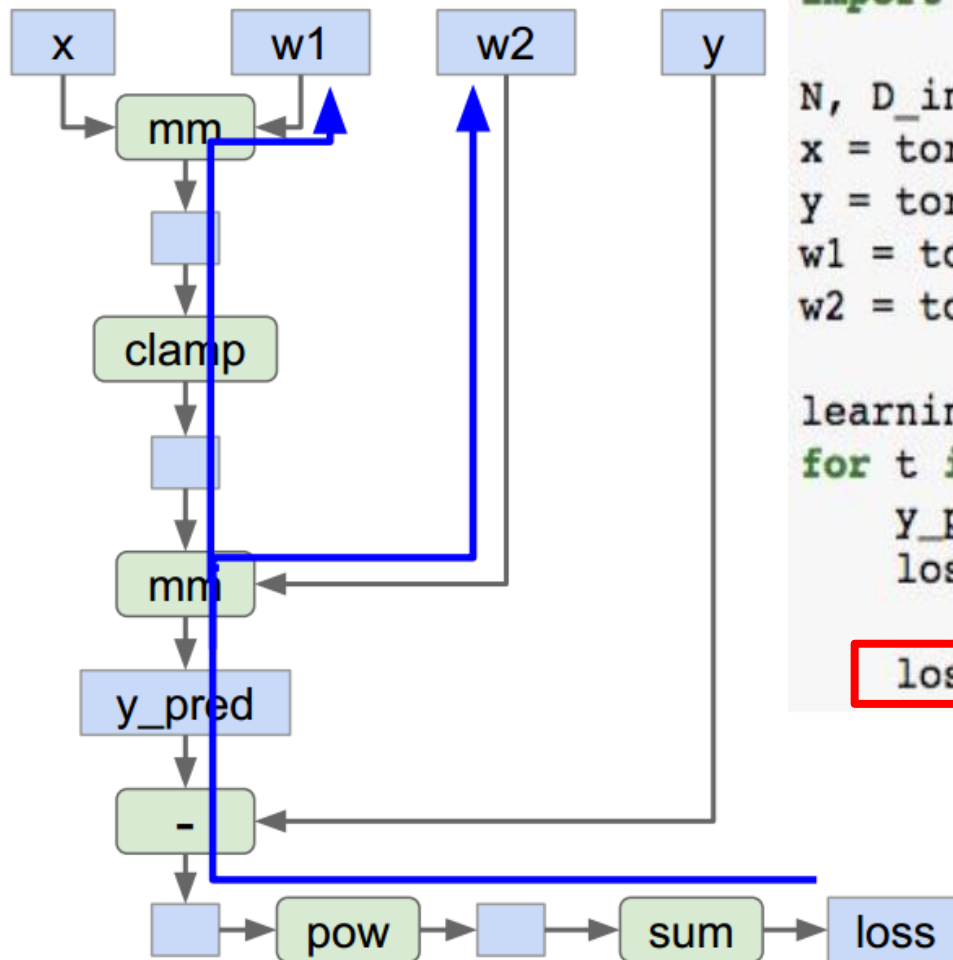 x w1 w2 y
mm
clamp
mm
y_pred
-
pow sum loss
import
N, D_in
x = tor
y = tor
w1 = to
w2 = to
learnin
for t i
y_p
los
los